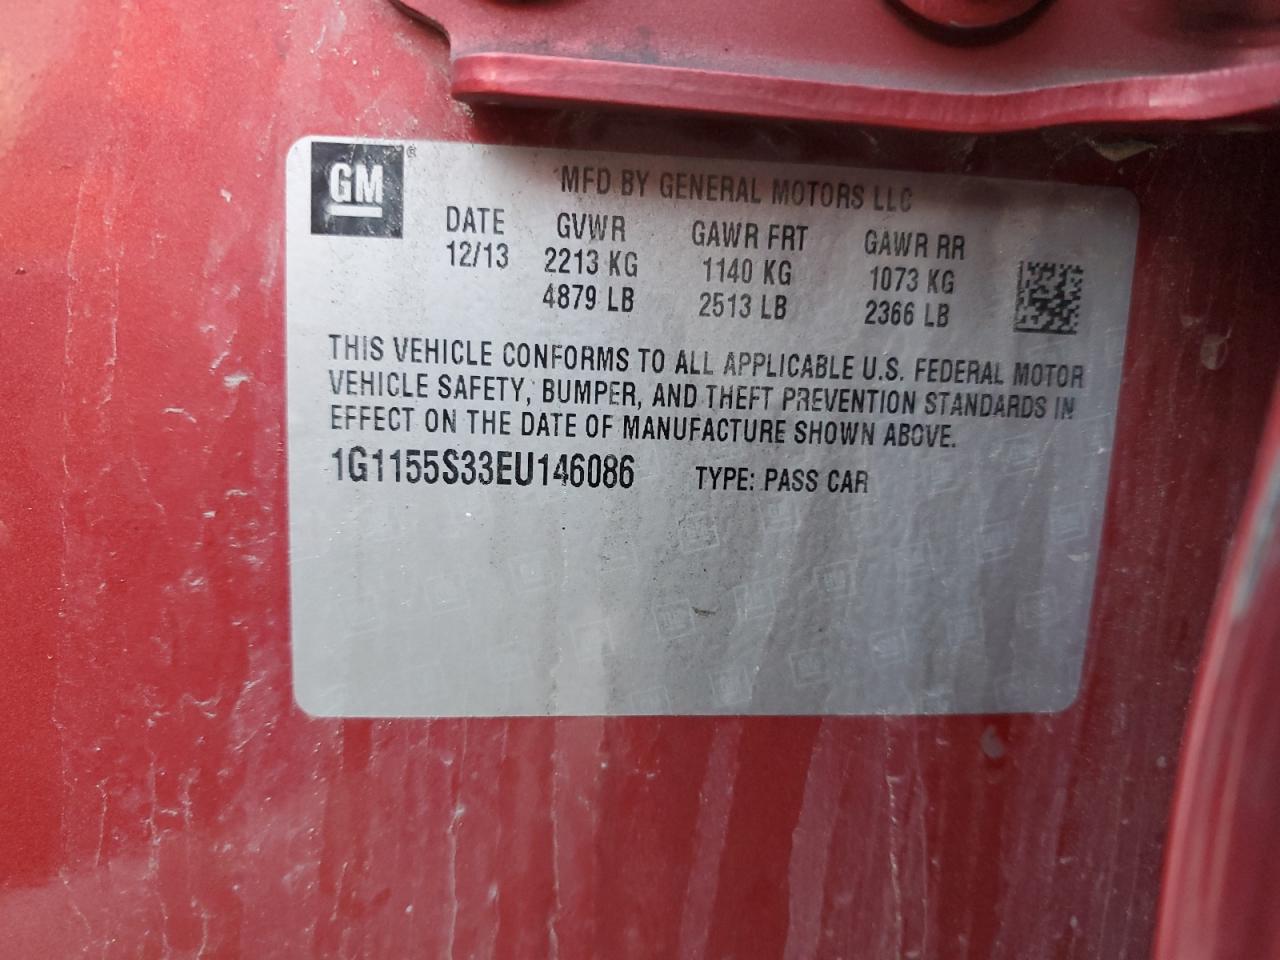 GM®
MFD BY GENERAL MOTORS LLC
DATE GVWR GAWR FRT GAWR RR
12/13 2213 KG 1140 KG 1073 KG
4879 LB 2513 LB 2366 LB
THIS VEHICLE CONFORMS TO ALL APPLICABLE U.S. FEDERAL MOTOR
VEHICLE SAFETY, BUMPER, AND THEFT PREVENTION STANDARDS IN
EFFECT ON THE DATE OF MANUFACTURE SHOWN ABOVE.
1G1155S33EU146086 TYPE: PASS CAR